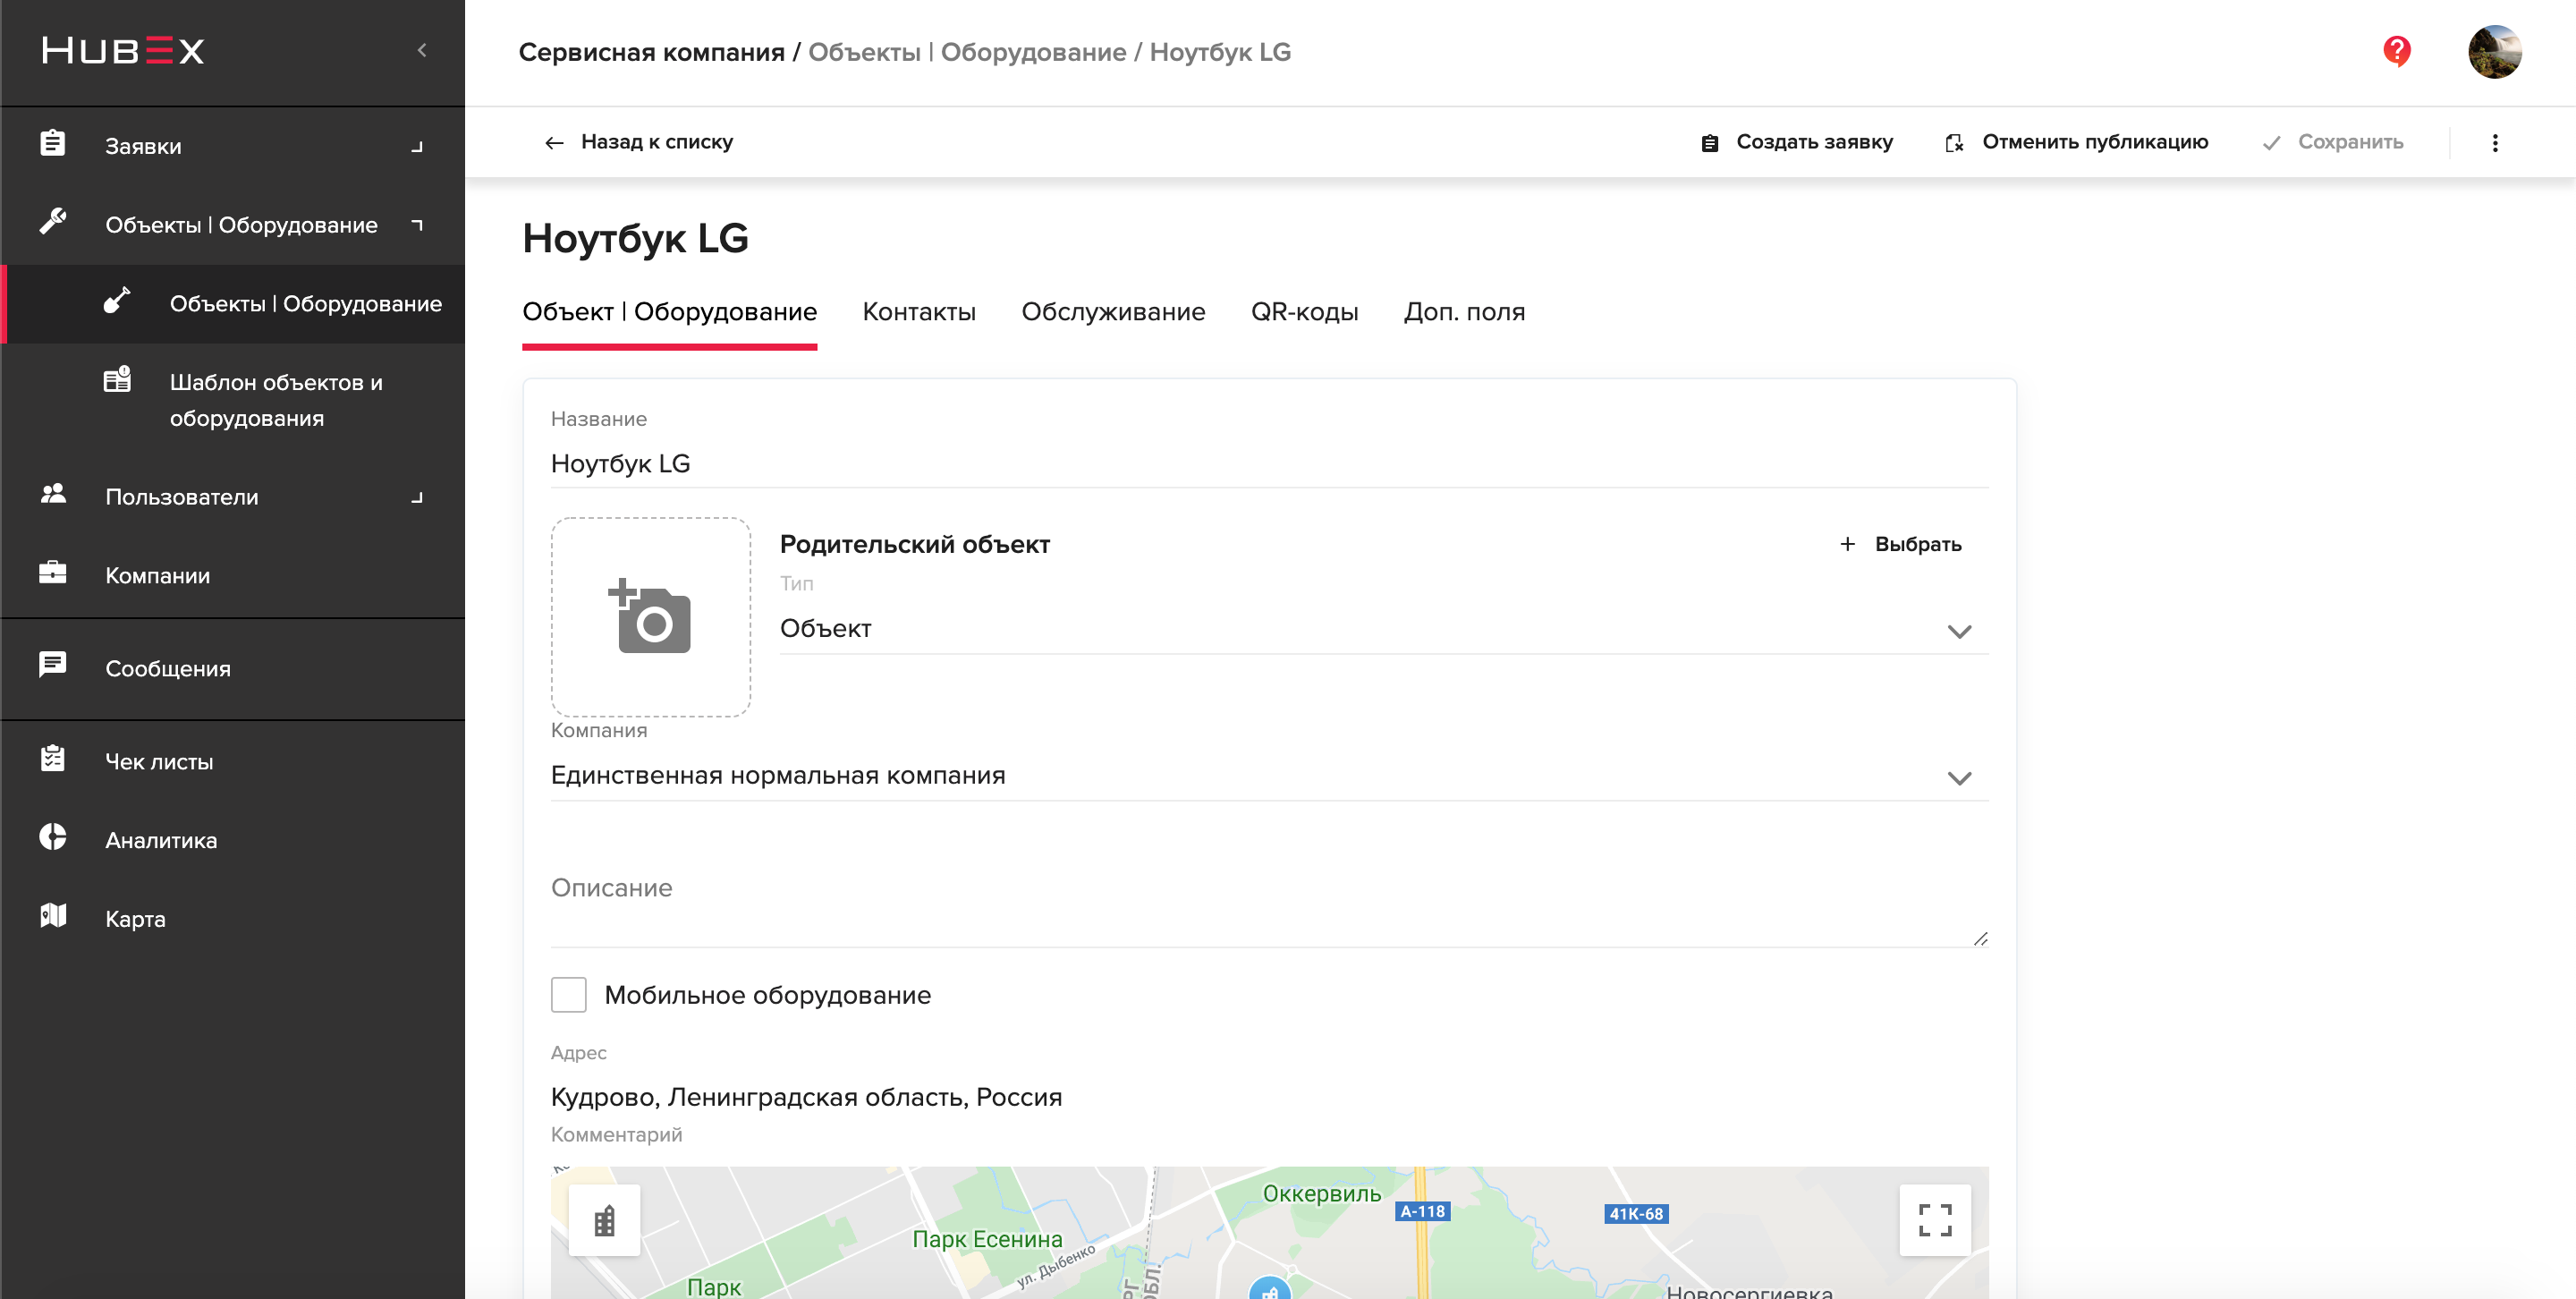 HUBEX
Сервисная компания / Объекты | Оборудование / Ноутбук LG
Заявки
Объекты | Оборудование
Объекты | Оборудование
Шаблон объектов и
оборудования
Пользователи
Компании
Сообщения
Чек листы
Аналитика
Карта
Назад к списку
Создать заявку
Отменить публикацию
Сохранить
Ноутбук LG
Объект | Оборудование
Контакты
Обслуживание
QR-коды
Доп. поля
Название
Ноутбук LG
Родительский объект
+ Выбрать
Тип
Объект
Компания
Единственная нормальная компания
Описание
Мобильное оборудование
Адрес
Кудрово, Ленинградская область, Россия
Комментарий
Оккервиль
А-118
41К-68
Парк Есенина
ул. Дыбенко
Парк
Новосергиевка